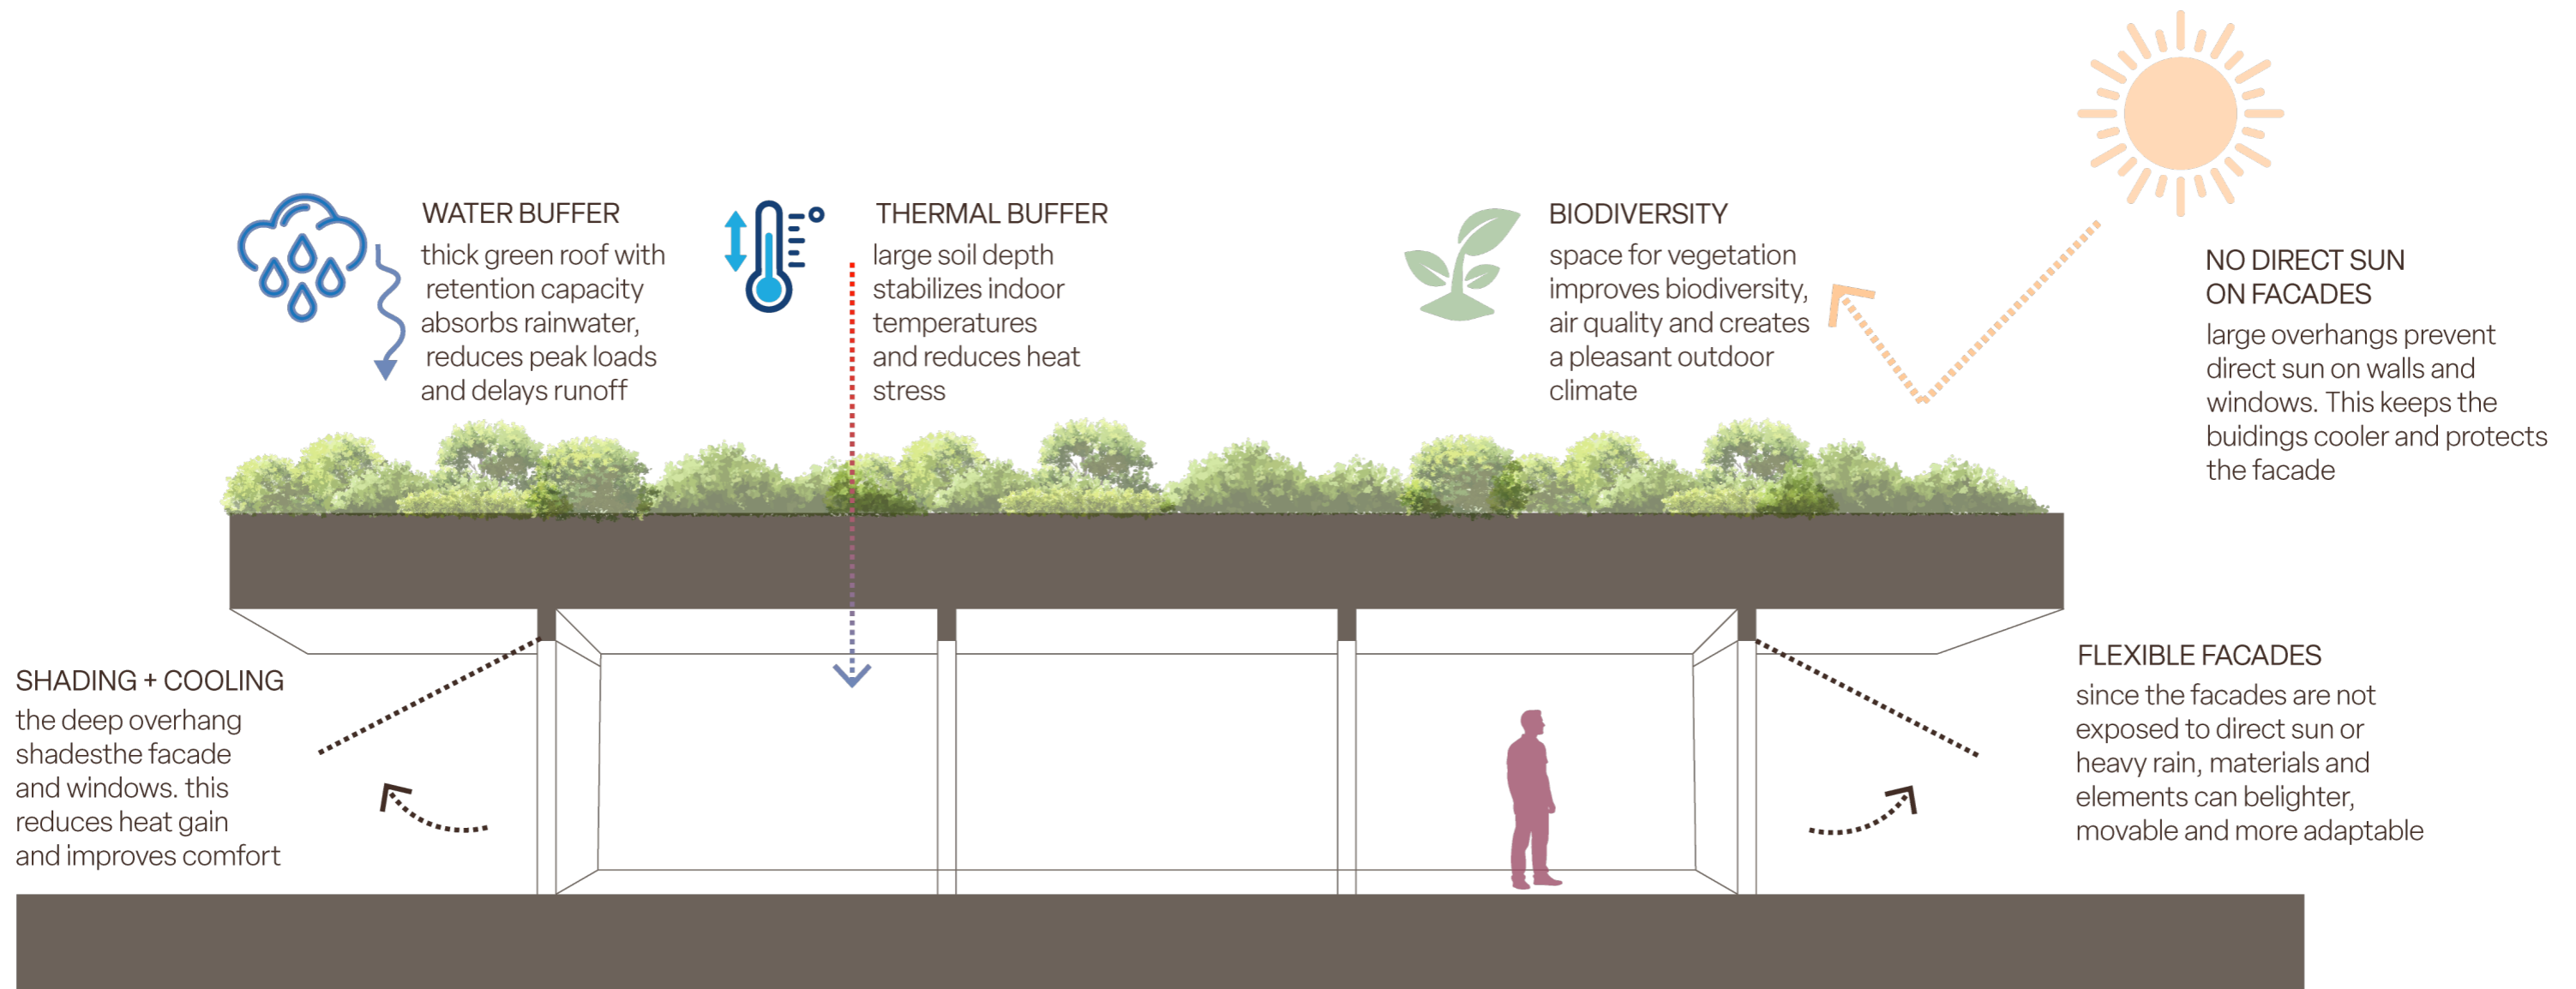 WATER BUFFER
thick green roof with
retention capacity
absorbs rainwater,
reduces peak loads
and delays runoff
THERMAL BUFFER
large soil depth
stabilizes indoor
temperatures
and reduces heat
stress
BIODIVERSITY
space for vegetation
improves biodiversity,
air quality and creates
a pleasant outdoor
climate
NO DIRECT SUN
ON FACADES
large overhangs prevent
direct sun on walls and
windows. This keeps the
buidings cooler and protects
the facade
SHADING + COOLING
the deep overhang
shadesthe facade
and windows. this
reduces heat gain
and improves comfort
FLEXIBLE FACADES
since the facades are not
exposed to direct sun or
heavy rain, materials and
elements can belighter,
movable and more adaptable